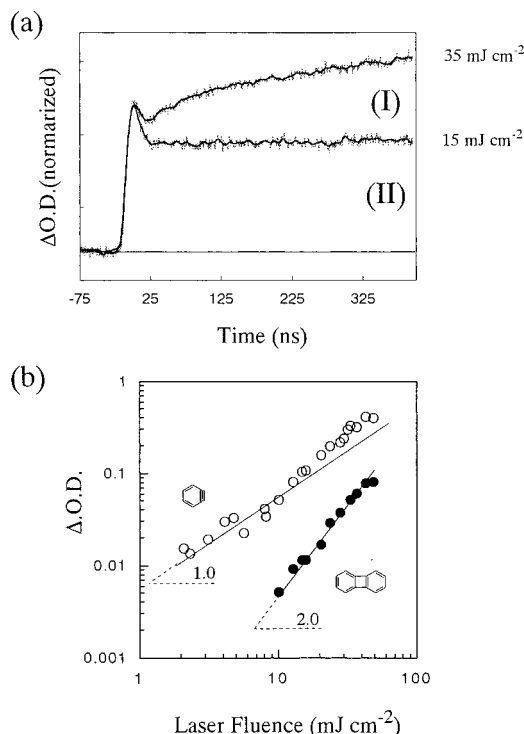 (a)
ΔO.D.(normarized)
35 mJ cm-2
(I)
15 mJ cm-2
(II)
-75 25 125 225 325
Time (ns)
(b)
Δ.O.D.
1
0.1
0.01
0.001
1.0
2.0
1 10 100
Laser Fluence (mJ cm-2)